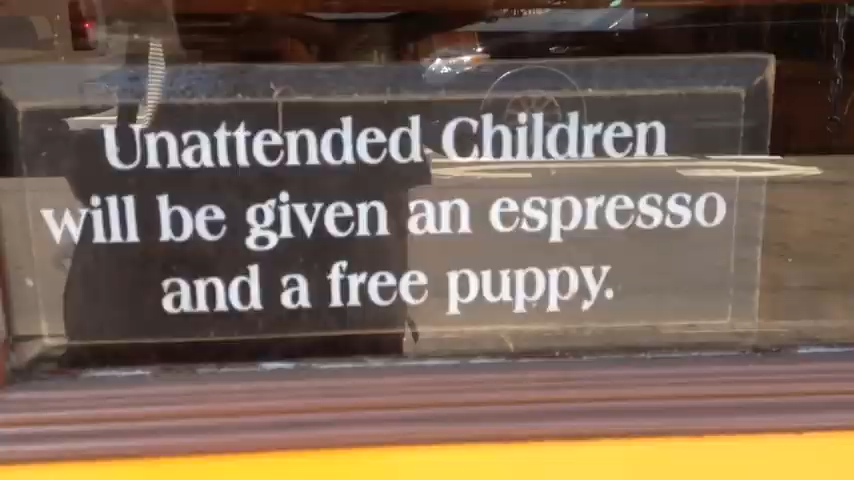 Unattended Children
will be given an espresso
and a free puppy.